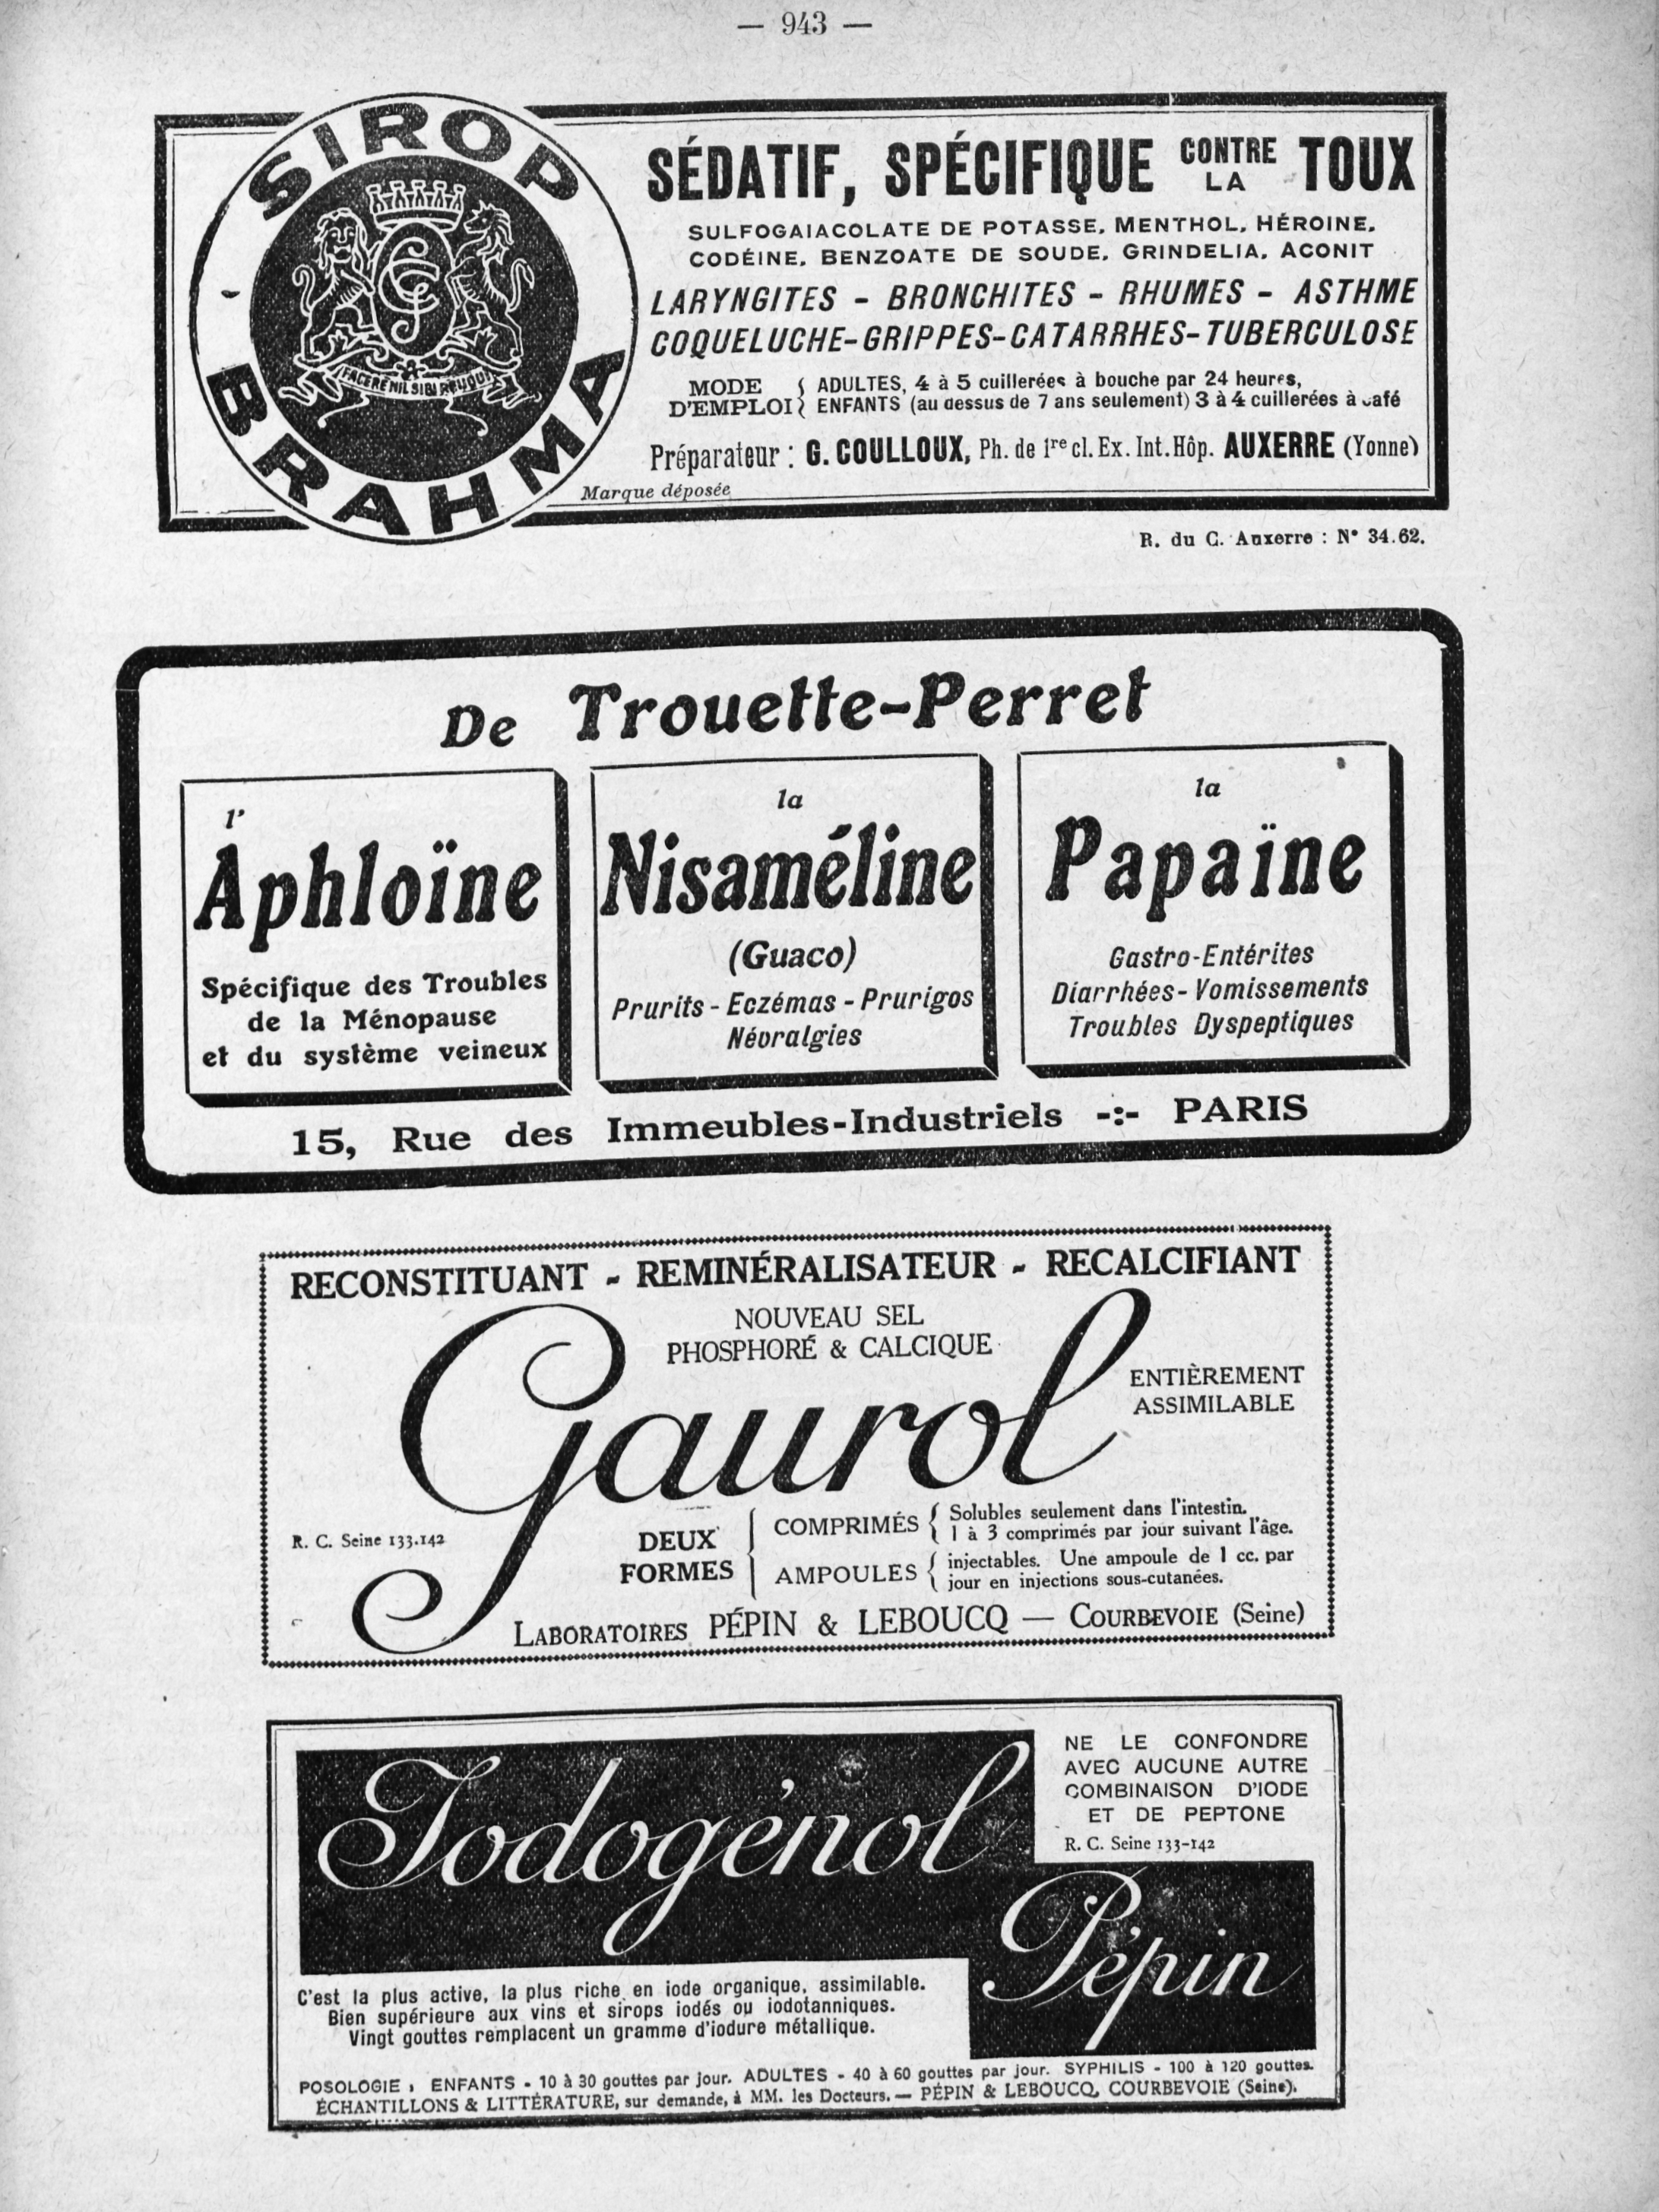 — 943 —
SIROP
BRAHMA
FACERE NIL SIBI
SÉDATIF, SPÉCIFIQUE CONTRE LA TOUX
SULFOGAIACOLATE DE POTASSE, MENTHOL, HÉROINE,
CODÉINE, BENZOATE DE SOUDE, GRINDELIA, ACONIT
LARYNGITES - BRONCHITES - RHUMES - ASTHME
COQUELUCHE-GRIPPES-CATARRHES-TUBERCULOSE
MODE D'EMPLOI
ADULTES, 4 à 5 cuillerées à bouche par 24 heures,
ENFANTS (au dessus de 7 ans seulement) 3 à 4 cuillerées à café
Préparateur : G. COULLOUX, Ph. de 1re cl. Ex. Int. Hôp. AUXERRE (Yonne)
Marque déposée
R. du C. Auxerre : N° 34.62.
De Trouette-Perret
l'
Aphloïne
Spécifique des Troubles
de la Ménopause
et du système veineux
la
Nisaméline
(Guaco)
Prurits - Eczémas - Prurigos
Névralgies
la
Papaïne
Gastro-Entérites
Diarrhées - Vomissements
Troubles Dyspeptiques
15, Rue des Immeubles-Industriels -:- PARIS
RECONSTITUANT - REMINÉRALISATEUR - RECALCIFIANT
NOUVEAU SEL
PHOSPHORÉ & CALCIQUE
Gaurol
ENTIÈREMENT
ASSIMILABLE
R. C. Seine 133.142
DEUX
FORMES
COMPRIMÉS
Solubles seulement dans l'intestin.
1 à 3 comprimés par jour suivant l'âge.
AMPOULES
injectables. Une ampoule de 1 cc. par
jour en injections sous-cutanées.
LABORATOIRES PÉPIN & LEBOUCQ — COURBEVOIE (Seine)
Iodogénol
Pépin
NE LE CONFONDRE
AVEC AUCUNE AUTRE
COMBINAISON D'IODE
ET DE PEPTONE
R. C. Seine 133-142
C'est la plus active, la plus riche en iode organique, assimilable.
Bien supérieure aux vins et sirops iodés ou iodotanniques.
Vingt gouttes remplacent un gramme d'iodure métallique.
POSOLOGIE : ENFANTS - 10 à 30 gouttes par jour. ADULTES - 40 à 60 gouttes par jour. SYPHILIS - 100 à 120 gouttes.
ÉCHANTILLONS & LITTÉRATURE, sur demande, à MM. les Docteurs. — PÉPIN & LEBOUCQ, COURBEVOIE (Seine).